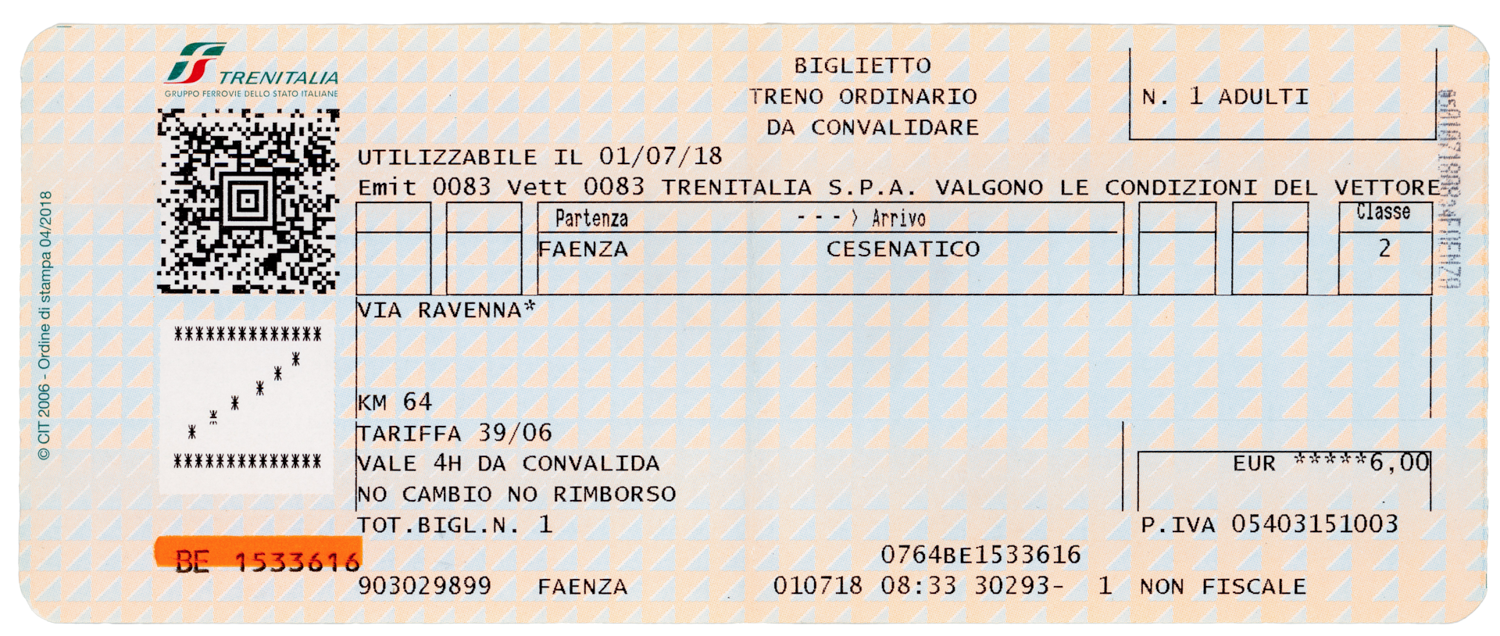 TRENITALIA
GRUPPO FERROVIE DELLO STATO ITALIANE
BIGLIETTO
TRENO ORDINARIO
DA CONVALIDARE
N. 1 ADULTI
UTILIZZABILE IL 01/07/18
Emit 0083 Vett 0083 TRENITALIA S.P.A. VALGONO LE CONDIZIONI DEL VETTORE
Partenza ---> Arrivo Classe
FAENZA CESENATICO 2
VIA RAVENNA*
**************
*
*
*
*
*
*
**************
KM 64
TARIFFA 39/06
VALE 4H DA CONVALIDA
EUR *****6,00
NO CAMBIO NO RIMBORSO
TOT.BIGL.N. 1
P.IVA 05403151003
BE 1533616
0764BE1533616
903029899 FAENZA 010718 08:33 30293- 1 NON FISCALE
© CIT 2006 - Ordine di stampa 04/2018